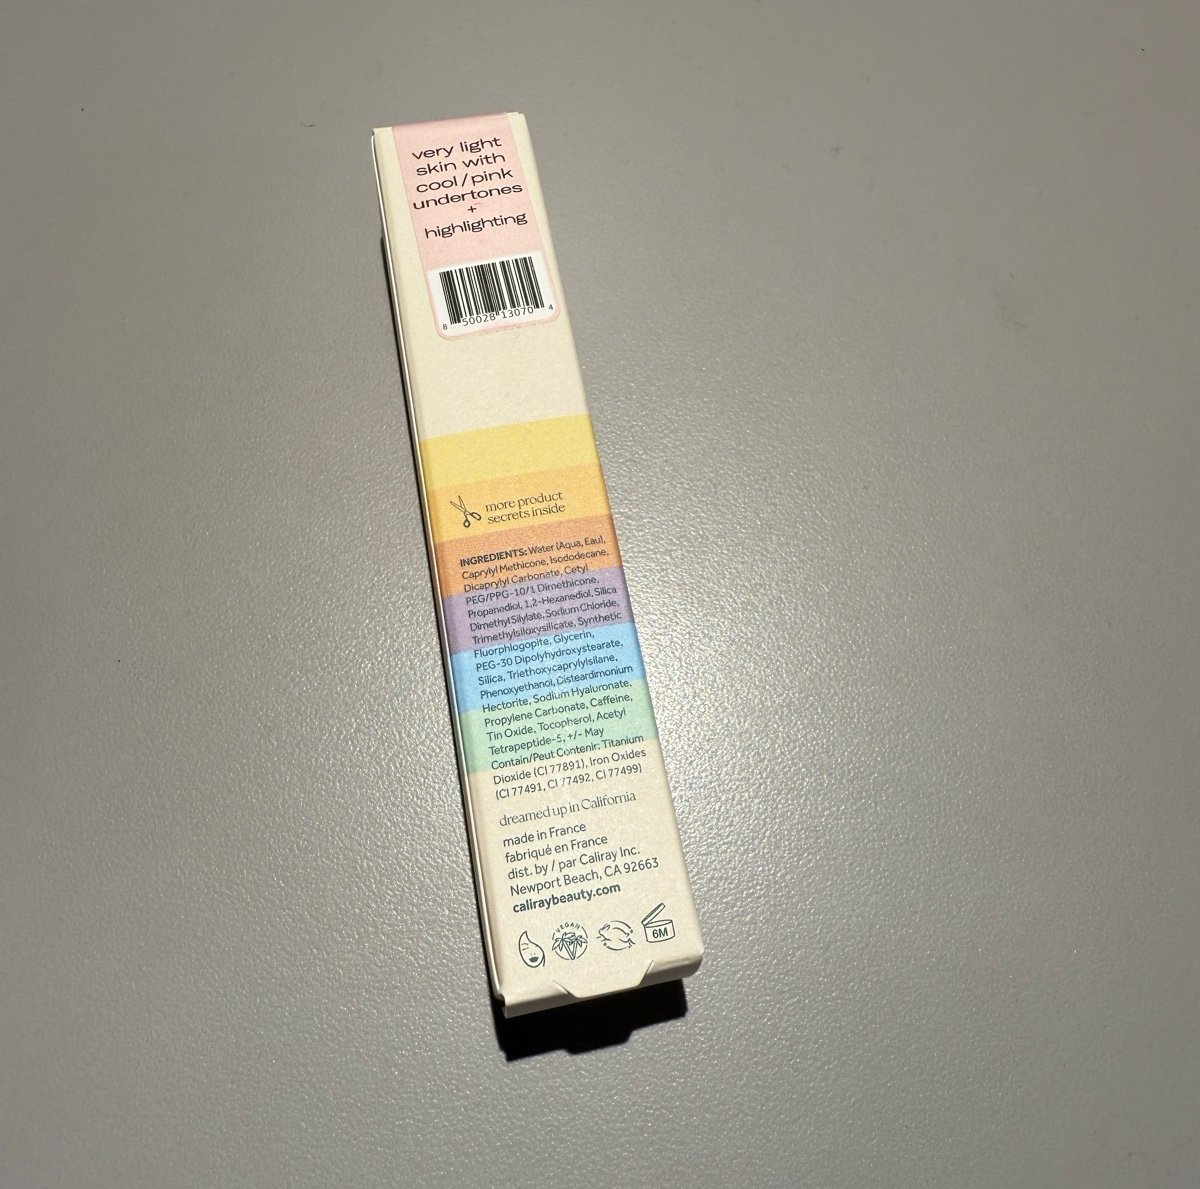 very light
skin with
cool/pink
undertones
+
highlighting
8 50028 13070 4
more product
secrets inside
INGREDIENTS: Water (Aqua, Eau),
Caprylyl Methicone, Isododecane,
Dicaprylyl Carbonate, Cetyl
PEG/PPG-10/1 Dimethicone,
Propanediol, 1,2-Hexanediol, Silica
Dimethyl Silylate, Sodium Chloride,
Trimethylsiloxysilicate, Synthetic
Fluorphlogopite, Glycerin,
PEG-30 Dipolyhydroxystearate,
Silica, Triethoxycaprylylsilane,
Phenoxyethanol, Disteardimonium
Hectorite, Sodium Hyaluronate,
Propylene Carbonate, Caffeine,
Tin Oxide, Tocopherol, Acetyl
Tetrapeptide-5, +/- May
Contain/Peut Contenir: Titanium
Dioxide (CI 77891), Iron Oxides
(CI 77491, CI 77492, CI 77499)
dreamed up in California
made in France
fabriqué en France
dist. by / par Caliray Inc.
Newport Beach, CA 92663
caliraybeauty.com
VEGAN
6M